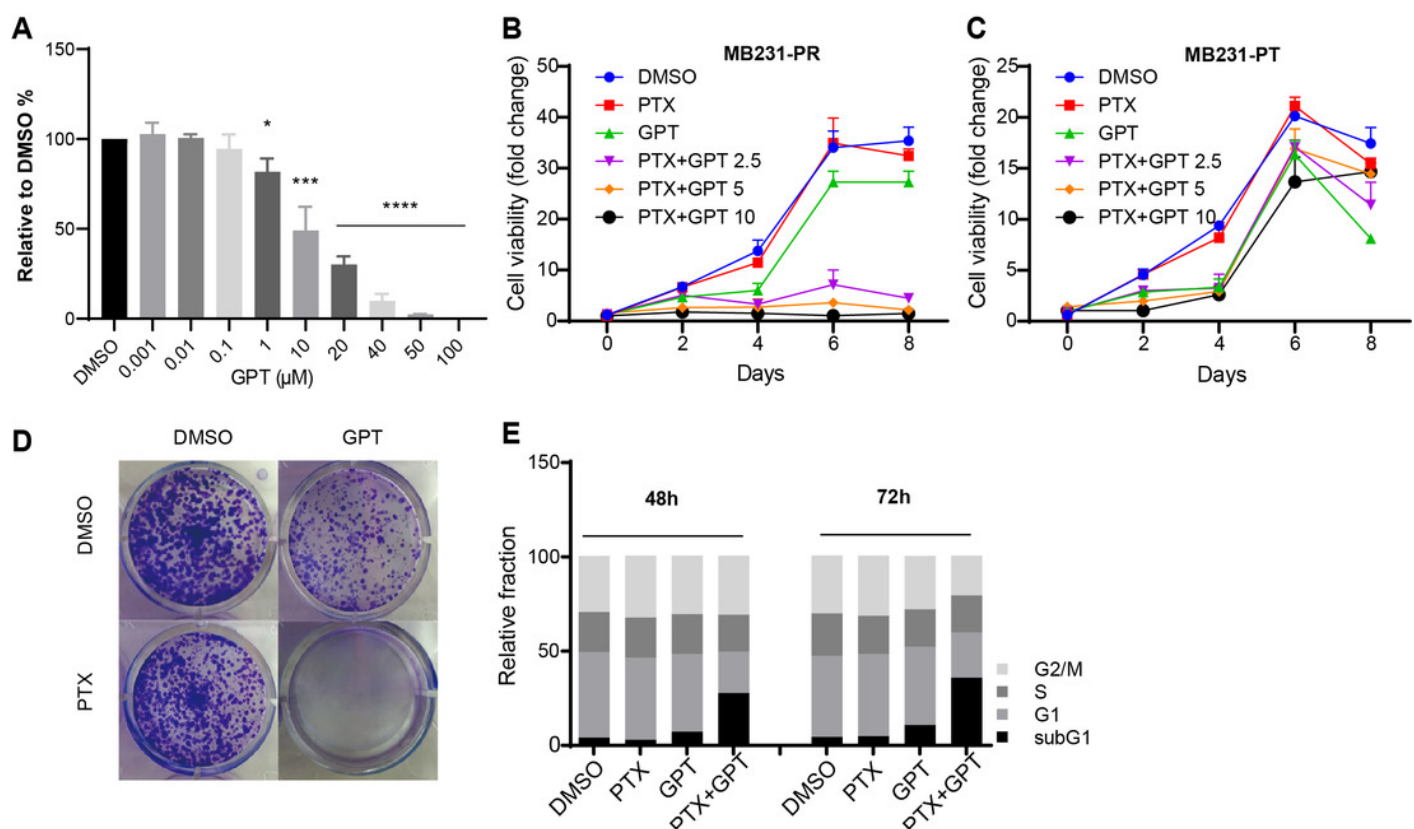 A
Relative to DMSO %
150
100
50
0
*
***
****
DMSO
0.001
0.01
0.1
1
10
20
40
50
100
GPT (µM)
B
MB231-PR
Cell viability (fold change)
50
40
30
20
10
0
DMSO
PTX
GPT
PTX+GPT 2.5
PTX+GPT 5
PTX+GPT 10
0 2 4 6 8
Days
C
MB231-PT
Cell viability (fold change)
25
20
15
10
5
0
DMSO
PTX
GPT
PTX+GPT 2.5
PTX+GPT 5
PTX+GPT 10
0 2 4 6 8
Days
D
DMSO GPT
DMSO
PTX
E
Relative fraction
150
100
50
0
48h
72h
DMSO
PTX
GPT
PTX+GPT
DMSO
PTX
GPT
PTX+GPT
G2/M
S
G1
subG1